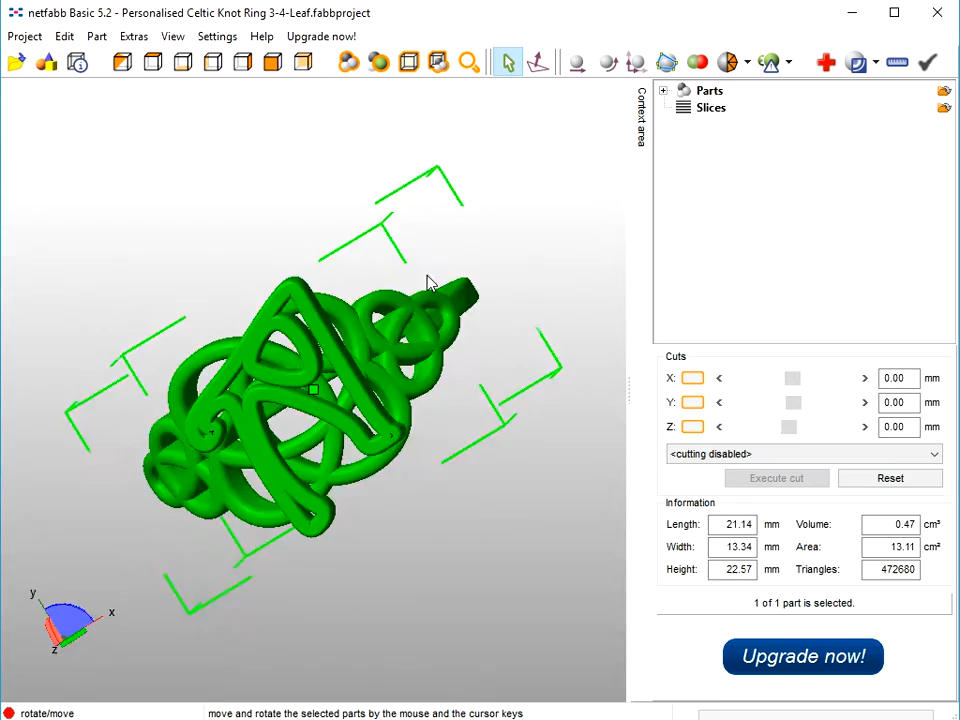 netfabb Basic 5.2 - Personalised Celtic Knot Ring 3-4-Leaf.fabbproject
Project Edit Part Extras View Settings Help Upgrade now!
Context area
Parts
Slices
Cuts
X: < > 0.00 mm
Y: < > 0.00 mm
Z: < > 0.00 mm
<cutting disabled>
Execute cut Reset
Information
Length: 21.14 mm Volume: 0.47 cm³
Width: 13.34 mm Area: 13.11 cm²
Height: 22.57 mm Triangles: 472680
1 of 1 part is selected.
Upgrade now!
y
x
z
rotate/move move and rotate the selected parts by the mouse and the cursor keys